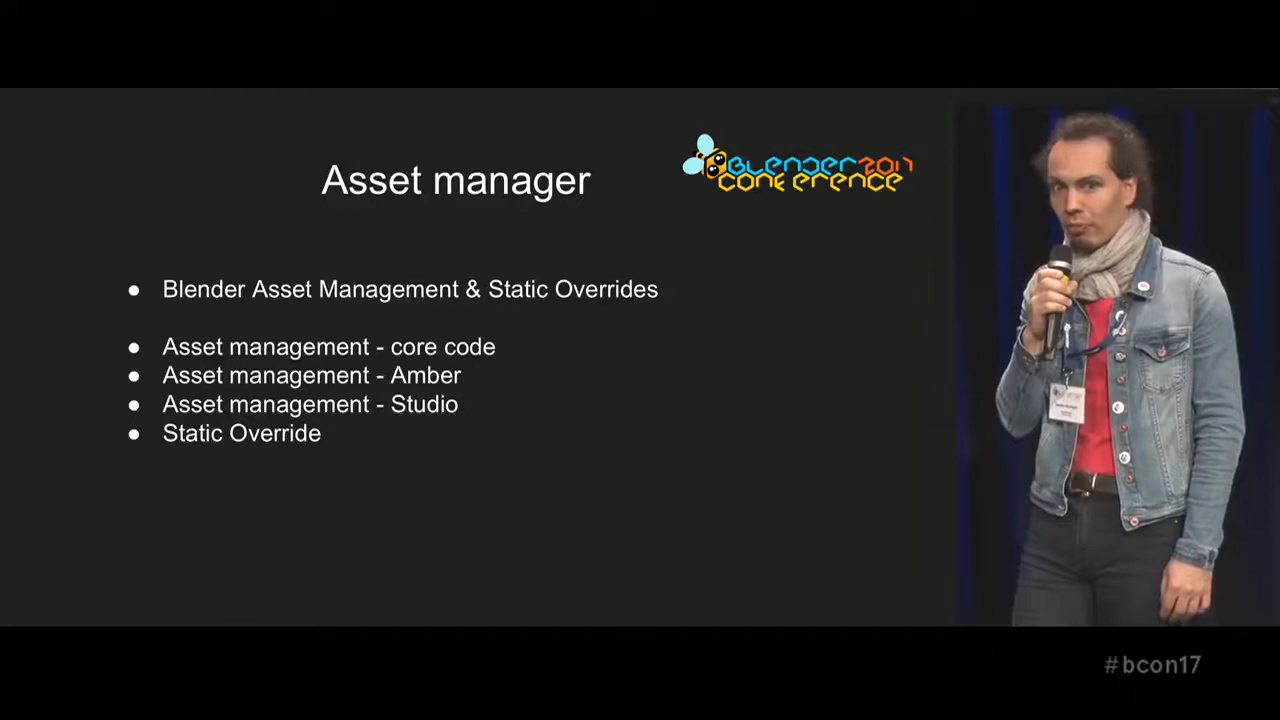 Asset manager
Blender 2017
Conference
● Blender Asset Management & Static Overrides
● Asset management - core code
● Asset management - Amber
● Asset management - Studio
● Static Override
#bcon17